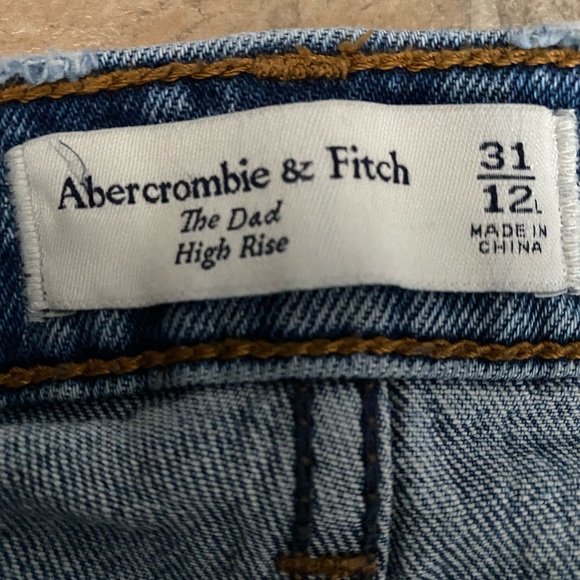 Abercrombie & Fitch
The Dad
High Rise
31
12L
MADE IN
CHINA